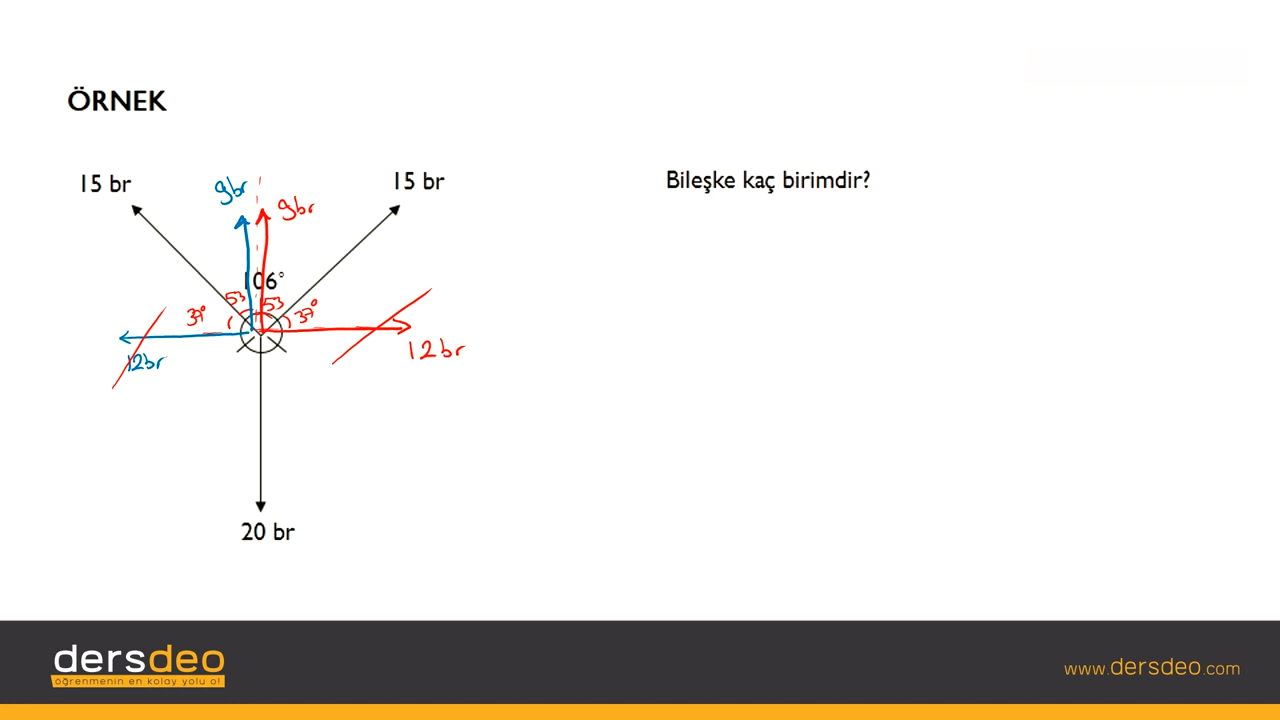 ÖRNEK
15 br
9br
9br
15 br
Bileşke kaç birimdir?
106°
53
53
37°
37°
12br
12br
20 br
dersdeo
öğrenmenin en kolay yolu o!
www.dersdeo.com